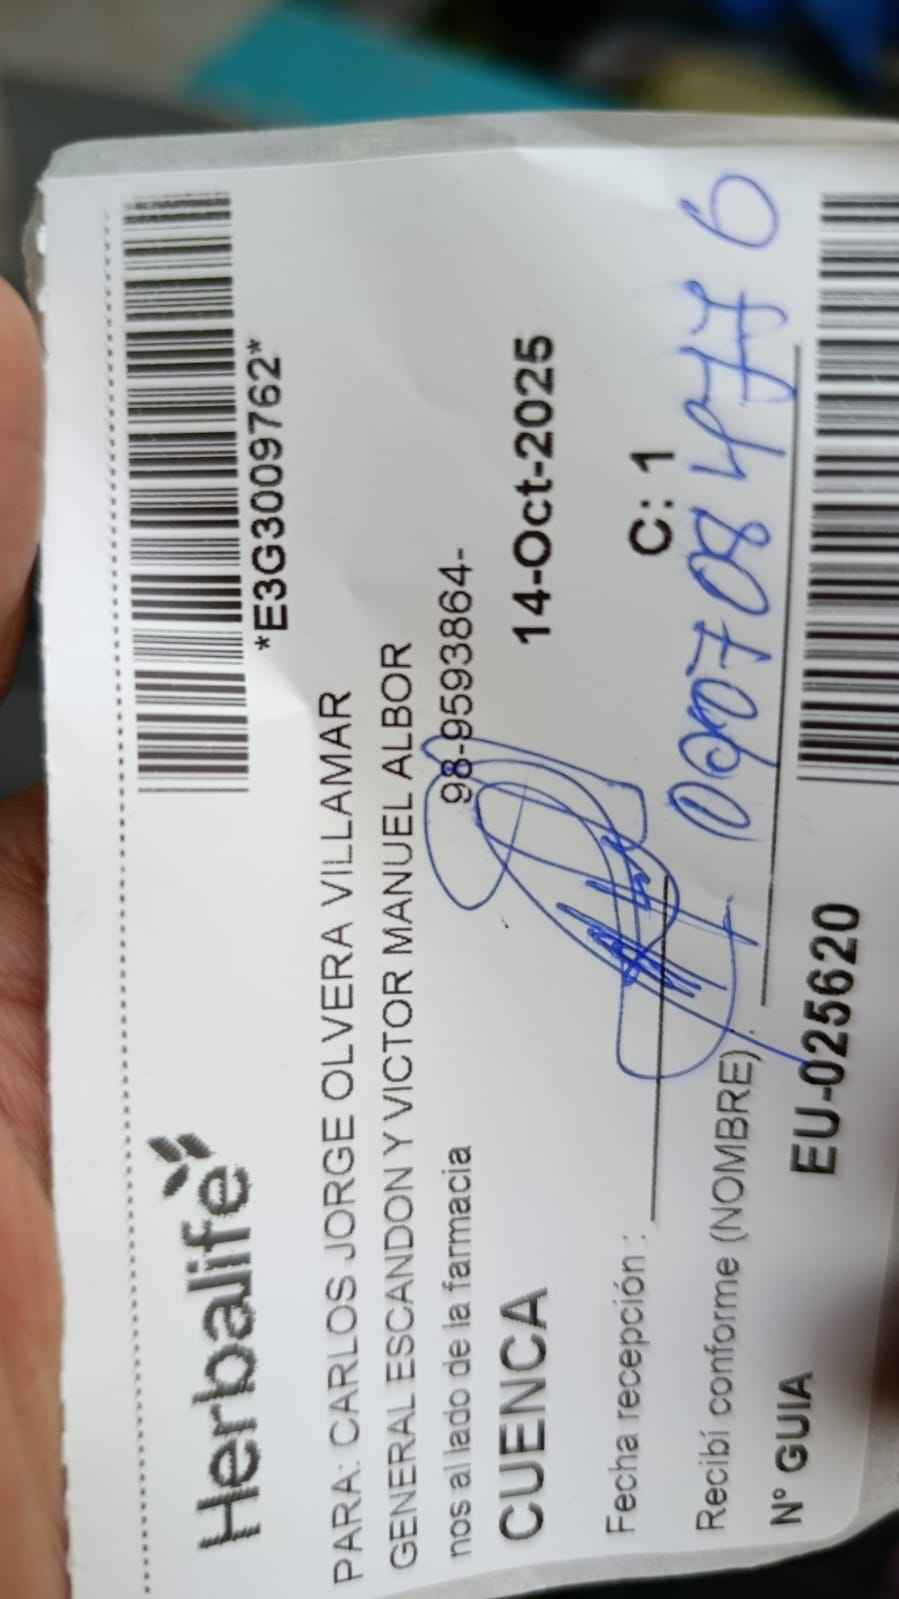 *E3G3009762*
Herbalife
PARA: CARLOS JORGE OLVERA VILLAMAR
GENERAL ESCANDON Y VICTOR MANUEL ALBOR
nos al lado de la farmacia
98-9593864-
CUENCA
14-Oct-2025
Fecha recepción :
C: 1
Recibí conforme (NOMBRE) :
N° GUIA
EU-025620